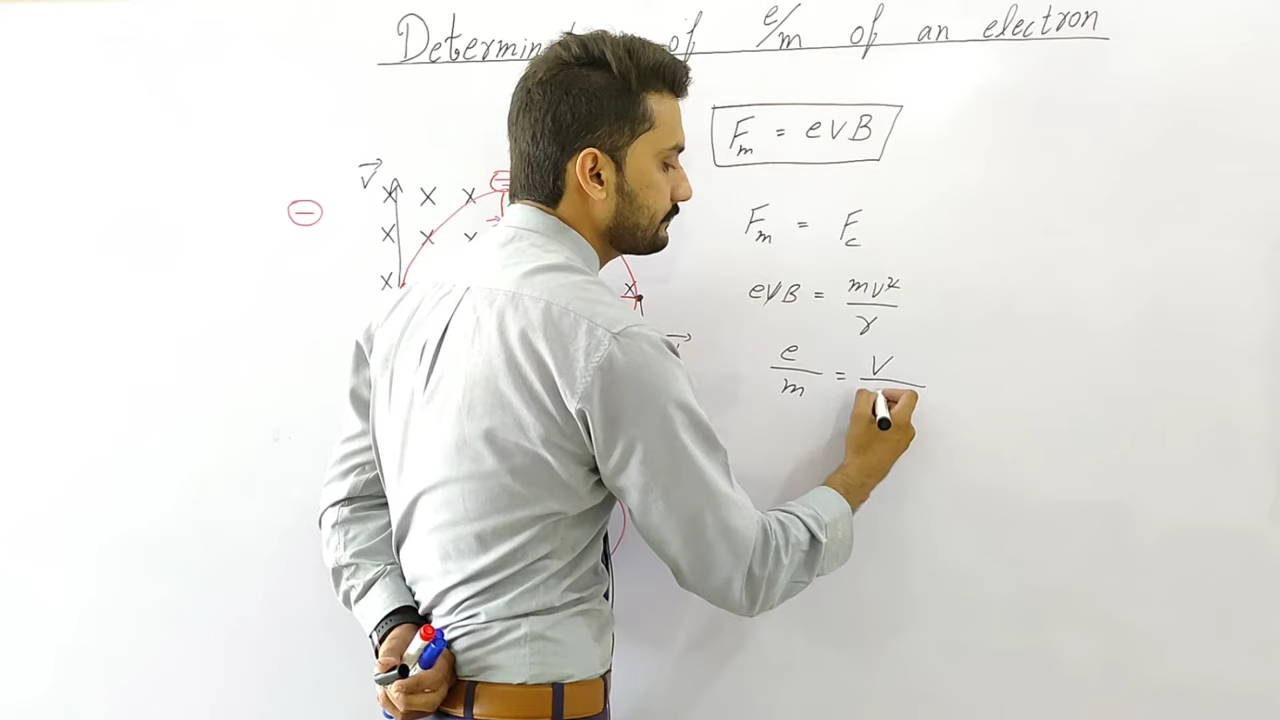 Determin of e/m of an electron
Fm = evB
v
x x x
Fm = Fc
x x v
x
x
evB = mv²/r
e/m = v/